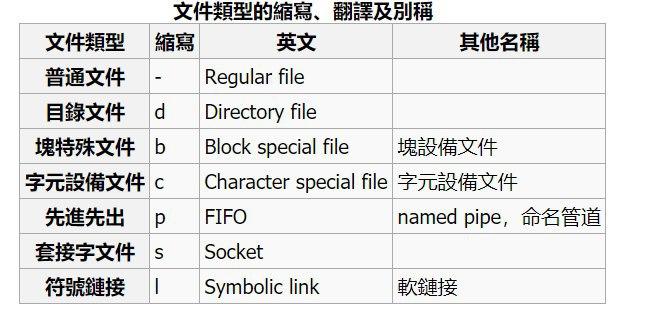 文件類型的縮寫、翻譯及別稱
文件類型 縮寫 英文 其他名稱
普通文件 - Regular file
目錄文件 d Directory file
塊特殊文件 b Block special file 塊設備文件
字元設備文件 c Character special file 字元設備文件
先進先出 p FIFO named pipe，命名管道
套接字文件 s Socket
符號鏈接 l Symbolic link 軟鏈接